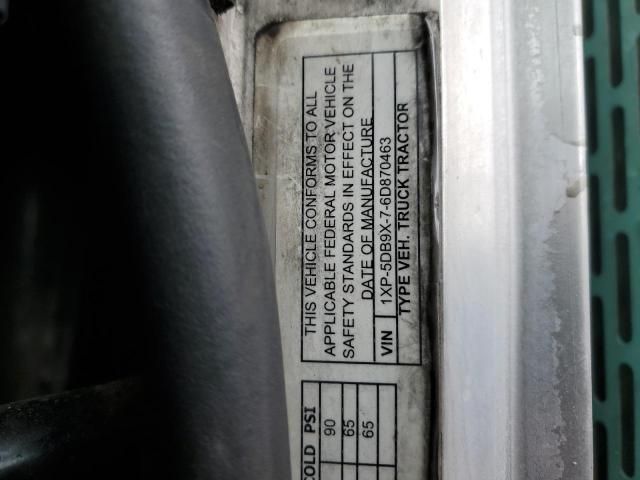 THIS VEHICLE CONFORMS TO ALL
APPLICABLE FEDERAL MOTOR VEHICLE
SAFETY STANDARDS IN EFFECT ON THE
DATE OF MANUFACTURE
VIN 1XP-5DB9X-7-6D870463
TYPE VEH. TRUCK TRACTOR
COLD PSI
90
65
65